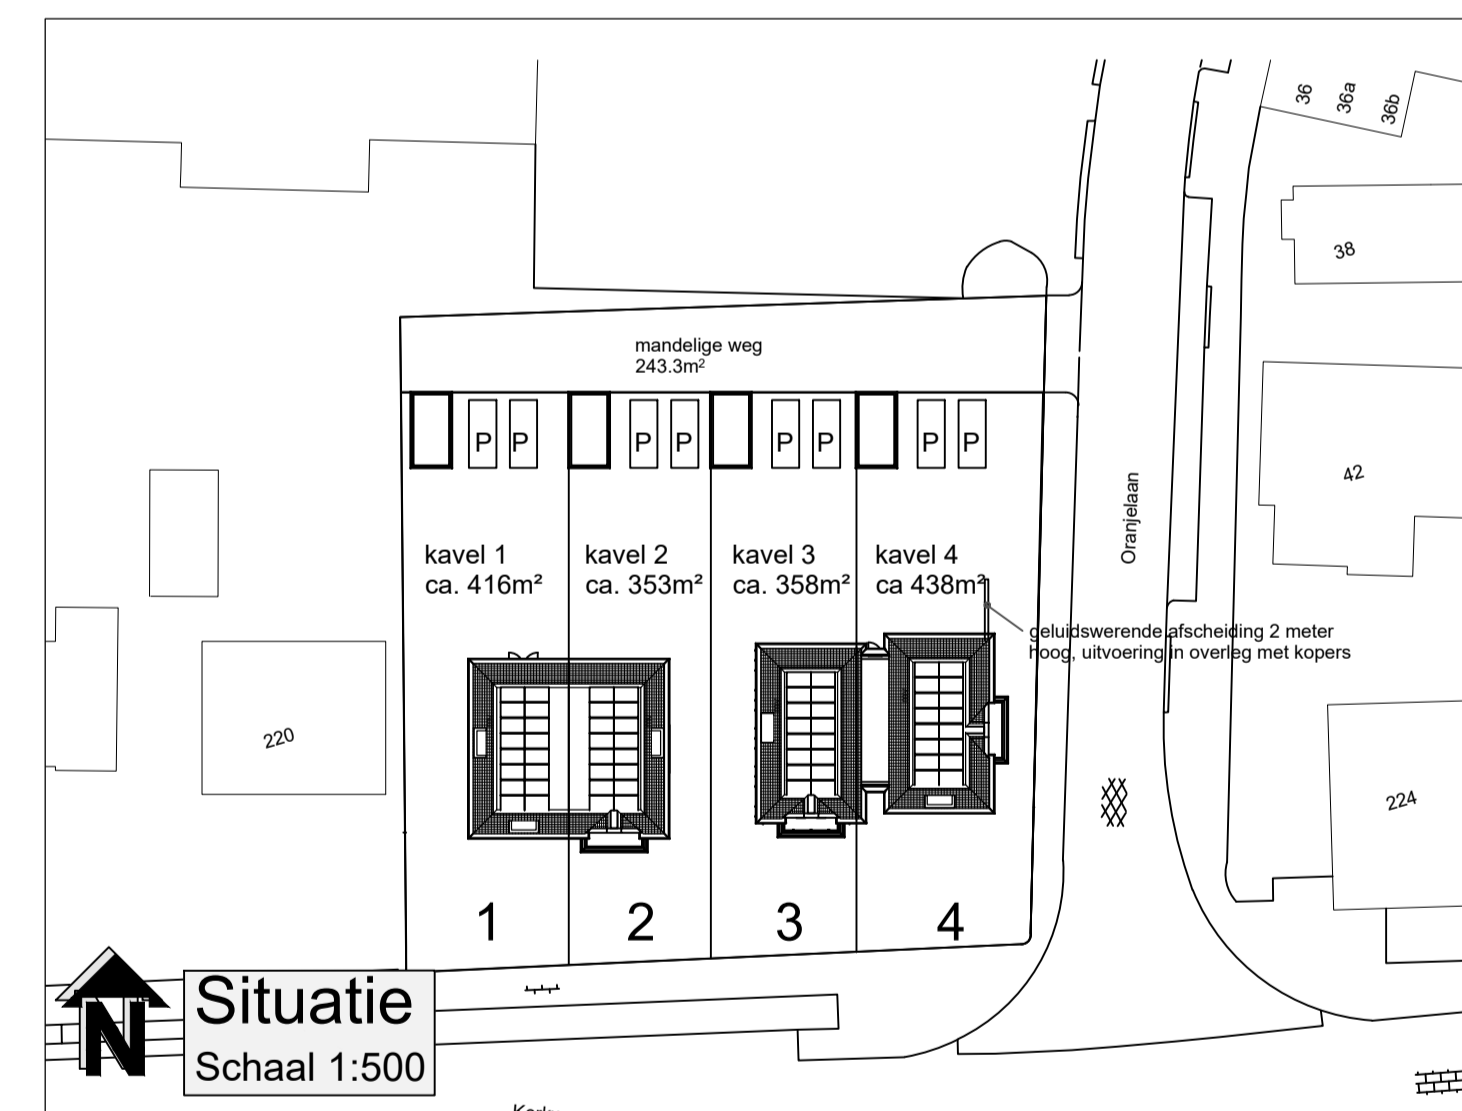 36
36a
36b
38
mandelige weg
243.3m²
P
P
P
P
P
P
P
P
42
Oranjelaan
kavel 1
ca. 416m²
kavel 2
ca. 353m²
kavel 3
ca. 358m²
kavel 4
ca 438m²
geluidswerende afscheiding 2 meter
hoog, uitvoering in overleg met kopers
220
224
1
2
3
4
N
Situatie
Schaal 1:500